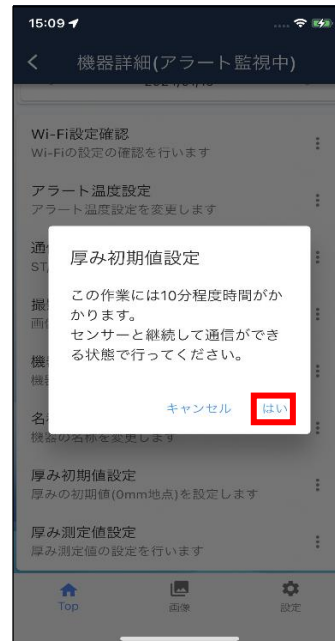 15:09
機器詳細(アラート監視中)
Wi-Fi設定確認
Wi-Fiの設定の確認を行います
アラート温度設定
アラート温度設定を変更します
通
ST
厚み初期値設定
この作業には10分程度時間がか
かります。
センサーと継続して通信ができ
る状態で行ってください。
キャンセル はい
撮
画
機
機
名
機器の名称を変更します
厚み初期値設定
厚みの初期値(0mm地点)を設定します
厚み測定値設定
厚み測定値の設定を行います
Top 画像 設定